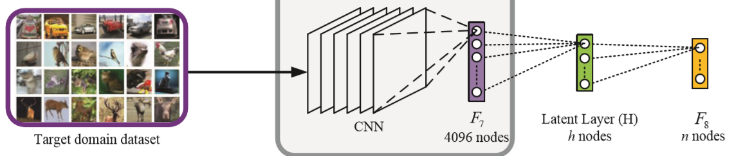 Target domain dataset
CNN
F₇
4096 nodes
Latent Layer (H)
h nodes
F₈
n nodes